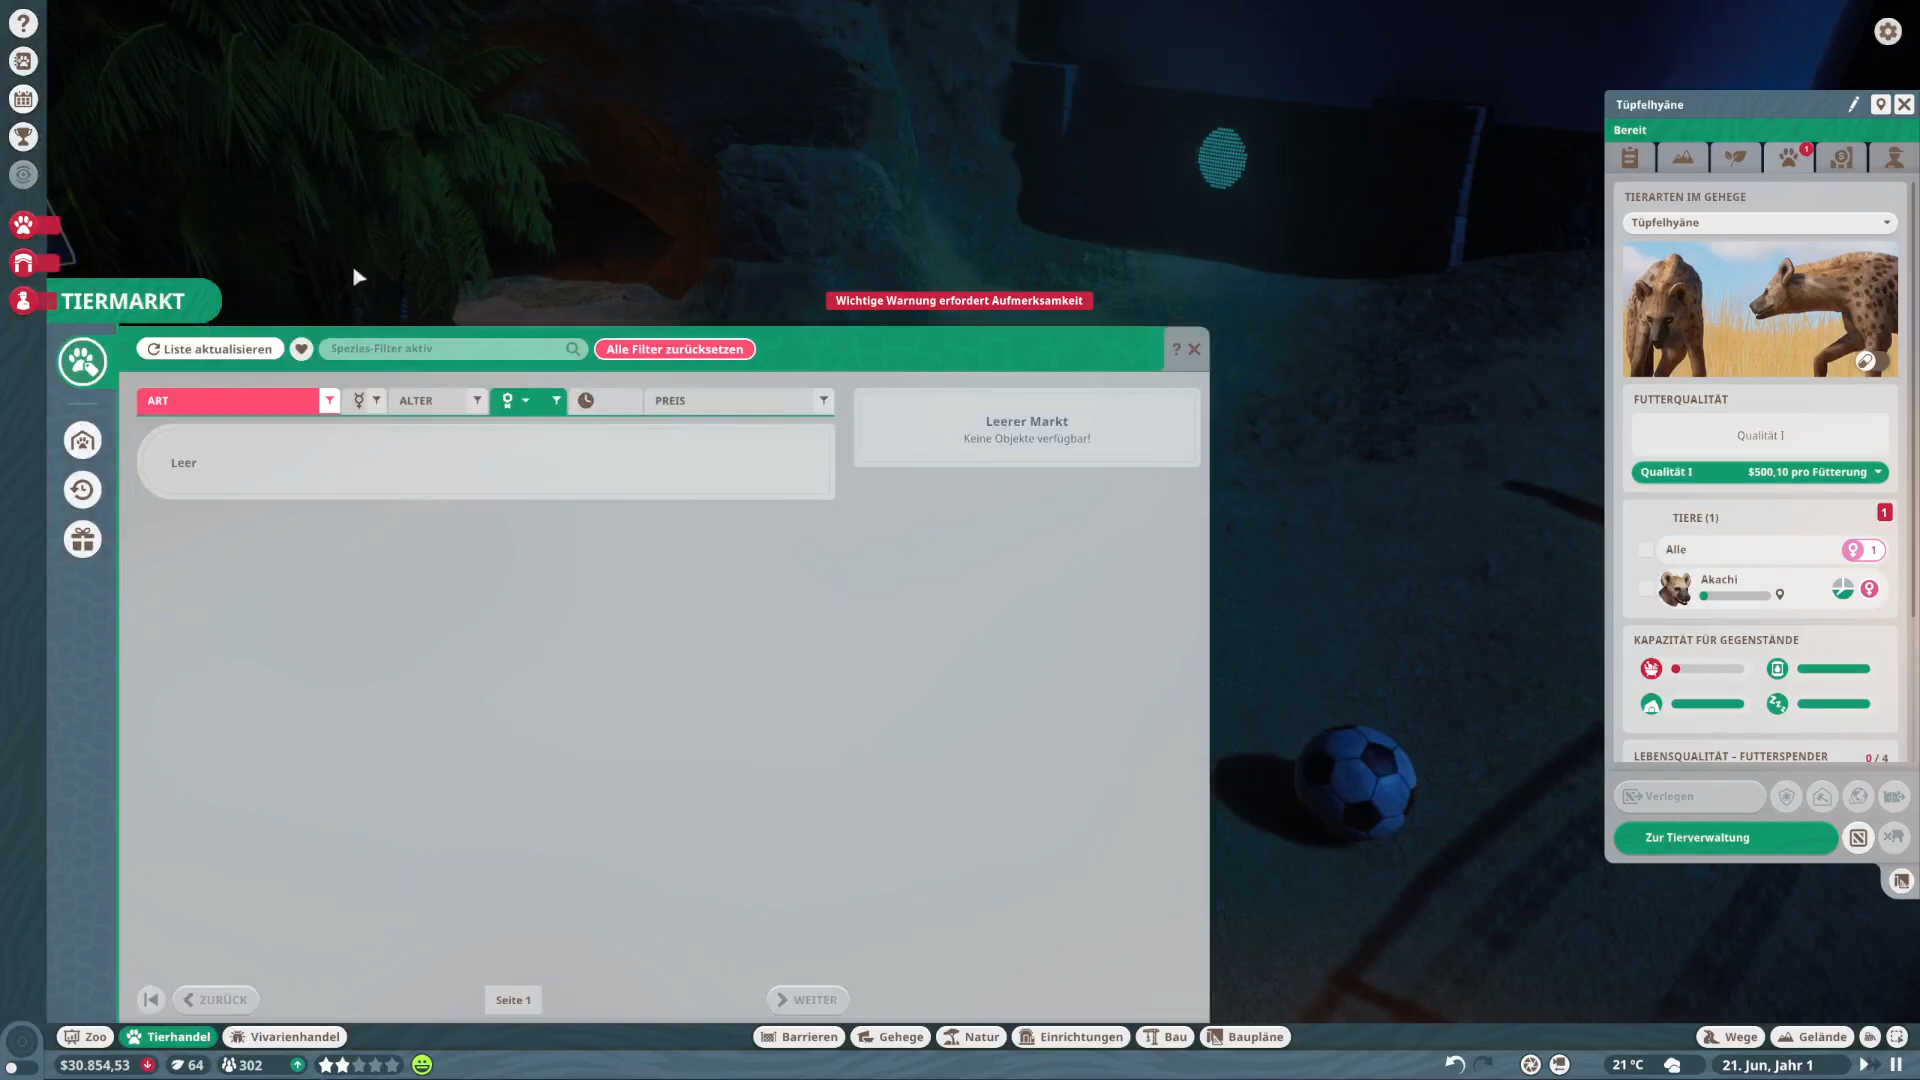 Tüpfelhyäne
Bereit
1
TIERARTEN IM GEHEGE
Tüpfelhyäne
FUTTERQUALITÄT
Qualität I
Qualität I $500,10 pro Fütterung
TIERE (1) 1
Alle 1
Akachi
KAPAZITÄT FÜR GEGENSTÄNDE
LEBENSQUALITÄT – FUTTERSPENDER 0 / 4
Verlegen
Zur Tierverwaltung
TIERMARKT
Wichtige Warnung erfordert Aufmerksamkeit
Liste aktualisieren Spezies-Filter aktiv Alle Filter zurücksetzen ?
ART ALTER PREIS
Leer
Leerer Markt
Keine Objekte verfügbar!
ZURÜCK Seite 1 WEITER
Zoo Tierhandel Vivarienhandel Barrieren Gehege Natur Einrichtungen Bau Baupläne Wege Gelände
$30.854,53 64 302 21 °C 21. Jun, Jahr 1